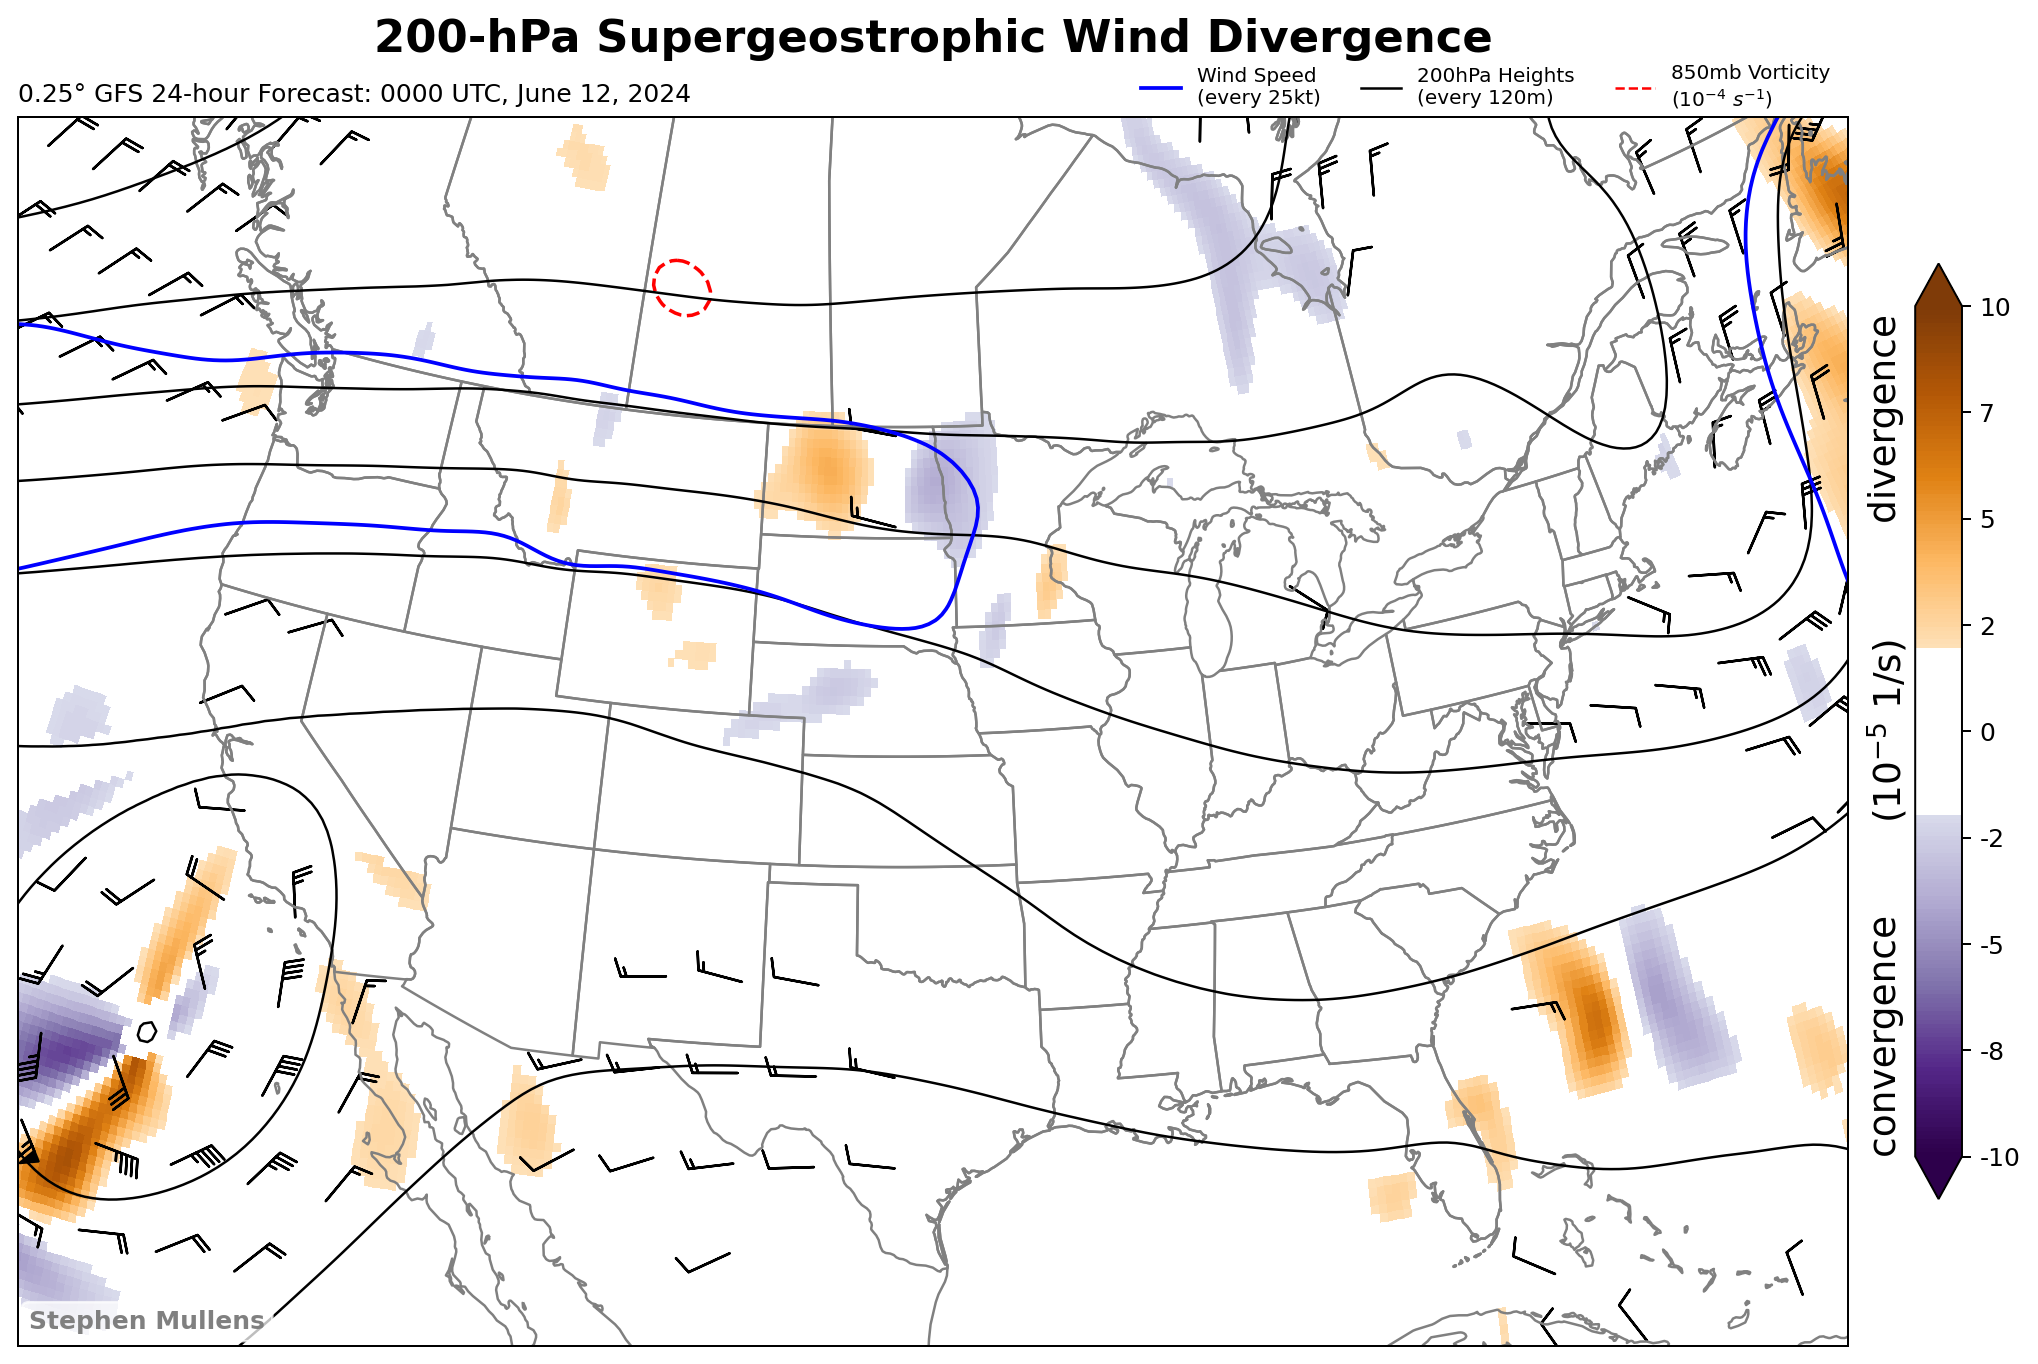 200-hPa Supergeostrophic Wind Divergence
0.25° GFS 24-hour Forecast: 0000 UTC, June 12, 2024
Wind Speed
(every 25kt)
200hPa Heights
(every 120m)
850mb Vorticity
(10⁻⁴ s⁻¹)
10
7
5
2
0
-2
-5
-8
-10
convergence (10⁻⁵ 1/s) divergence
Stephen Mullens